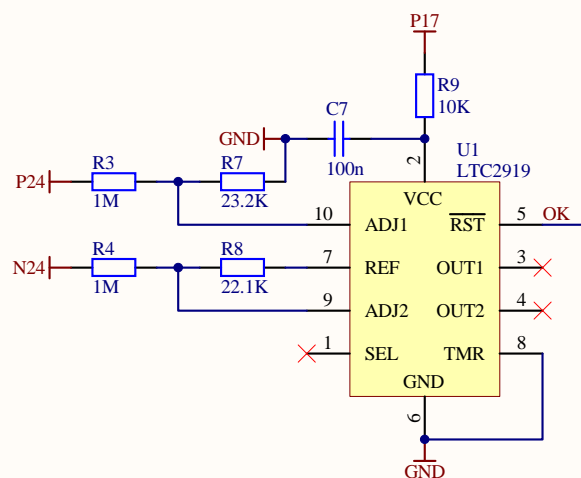 P17
R9
10K
C7
GND
100n
U1
LTC2919
2
VCC
R3
R7
P24
1M
23.2K
10
ADJ1
RST
5
OK
R4
R8
N24
1M
22.1K
7
REF
OUT1
3
9
ADJ2
OUT2
4
1
SEL
TMR
8
GND
6
GND